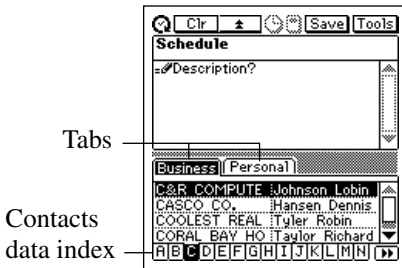 Clr Save Tools
Schedule
Description?
Tabs
Business Personal
C&R COMPUTE Johnson Lobin
CASCO CO. Hansen Dennis
COOLEST REAL Tyler Robin
CORAL BAY HO Taylor Richard
Contacts
data index
A B C D E F G H I J K L M N